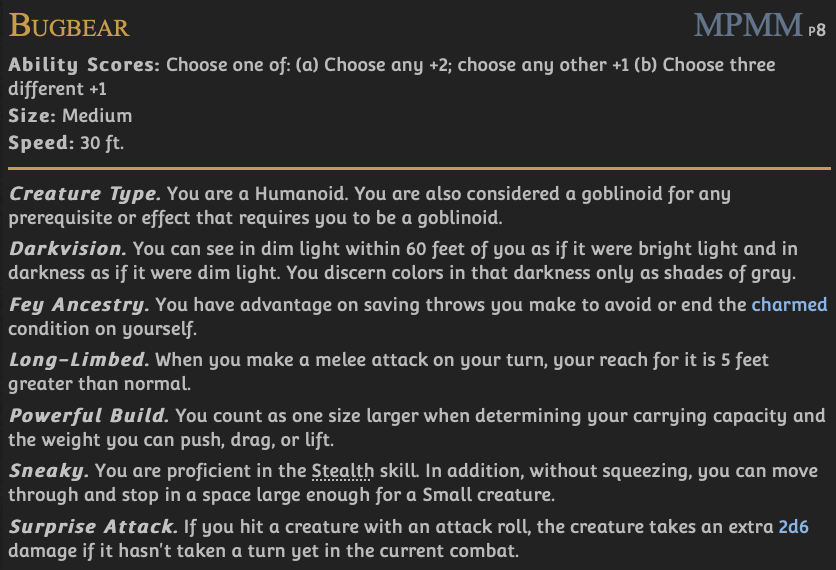 Bugbear MPMM p8
Ability Scores: Choose one of: (a) Choose any +2; choose any other +1 (b) Choose three
different +1
Size: Medium
Speed: 30 ft.
Creature Type. You are a Humanoid. You are also considered a goblinoid for any
prerequisite or effect that requires you to be a goblinoid.
Darkvision. You can see in dim light within 60 feet of you as if it were bright light and in
darkness as if it were dim light. You discern colors in that darkness only as shades of gray.
Fey Ancestry. You have advantage on saving throws you make to avoid or end the charmed
condition on yourself.
Long-Limbed. When you make a melee attack on your turn, your reach for it is 5 feet
greater than normal.
Powerful Build. You count as one size larger when determining your carrying capacity and
the weight you can push, drag, or lift.
Sneaky. You are proficient in the Stealth skill. In addition, without squeezing, you can move
through and stop in a space large enough for a Small creature.
Surprise Attack. If you hit a creature with an attack roll, the creature takes an extra 2d6
damage if it hasn't taken a turn yet in the current combat.